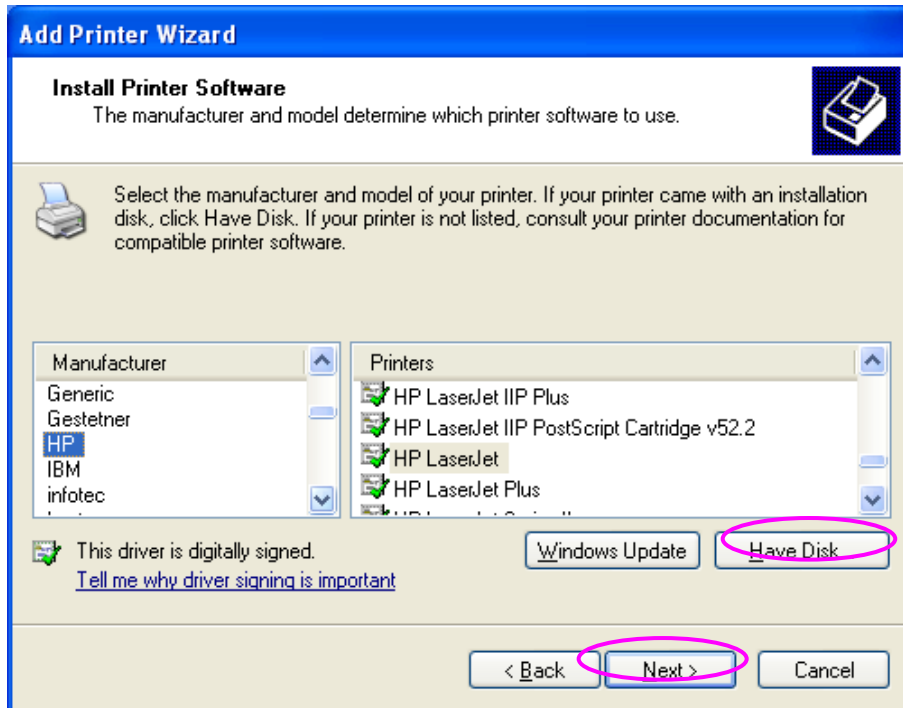 Add Printer Wizard
Install Printer Software
The manufacturer and model determine which printer software to use.
Select the manufacturer and model of your printer. If your printer came with an installation
disk, click Have Disk. If your printer is not listed, consult your printer documentation for
compatible printer software.
Manufacturer
Generic
Gestetner
HP
IBM
infotec
Printers
HP LaserJet IIP Plus
HP LaserJet IIP PostScript Cartridge v52.2
HP LaserJet
HP LaserJet Plus
This driver is digitally signed.
Tell me why driver signing is important
Windows Update
Have Disk...
< Back
Next >
Cancel